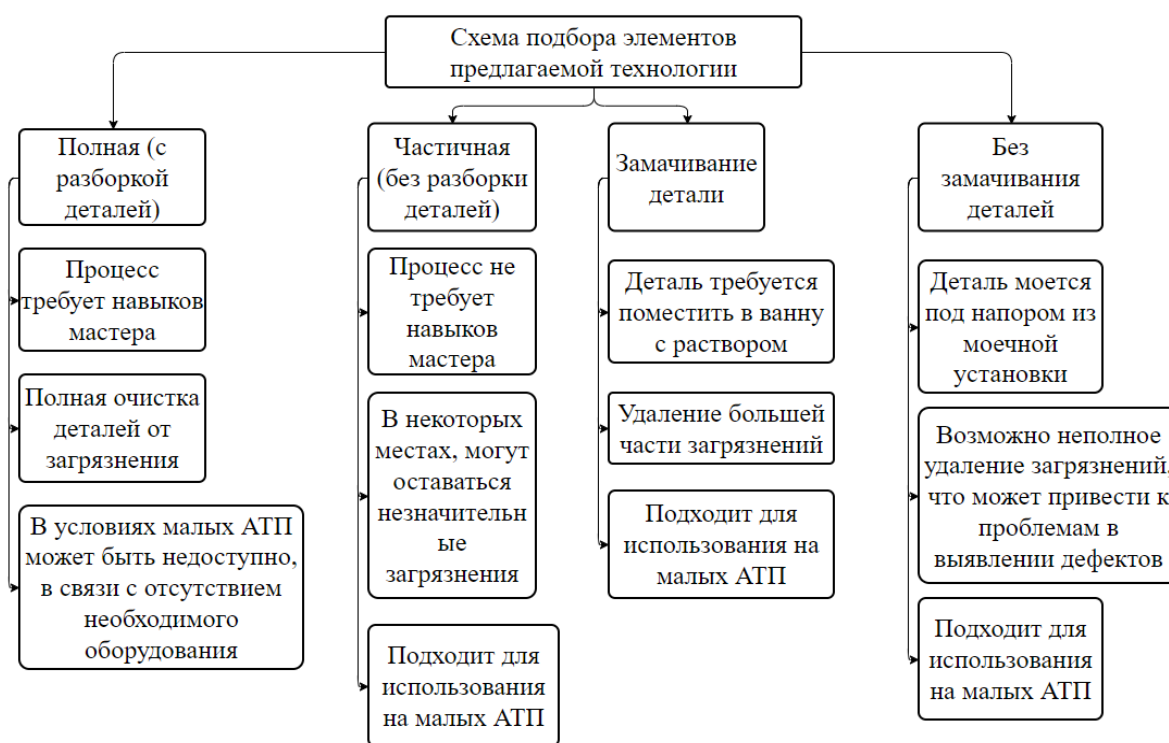 Схема подбора элементов
предлагаемой технологии
Полная (с
разборкой
деталей)
Процесс
требует навыков
мастера
Полная очистка
деталей от
загрязнения
В условиях малых АТП
может быть недоступно,
в связи с отсутствием
необходимого
оборудования
Частичная
(без разборки
деталей)
Процесс не
требует
навыков
мастера
В некоторых
местах, могут
оставаться
незначительн
ые
загрязнения
Подходит для
использования
на малых АТП
Замачивание
детали
Деталь требуется
поместить в ванну
с раствором
Удаление большей
части загрязнений
Подходит для
использования на
малых АТП
Без
замачивания
деталей
Деталь моется
под напором из
моечной
установки
Возможно неполное
удаление загрязнений,
что может привести к
проблемам в
выявлении дефектов
Подходит для
использования
на малых АТП